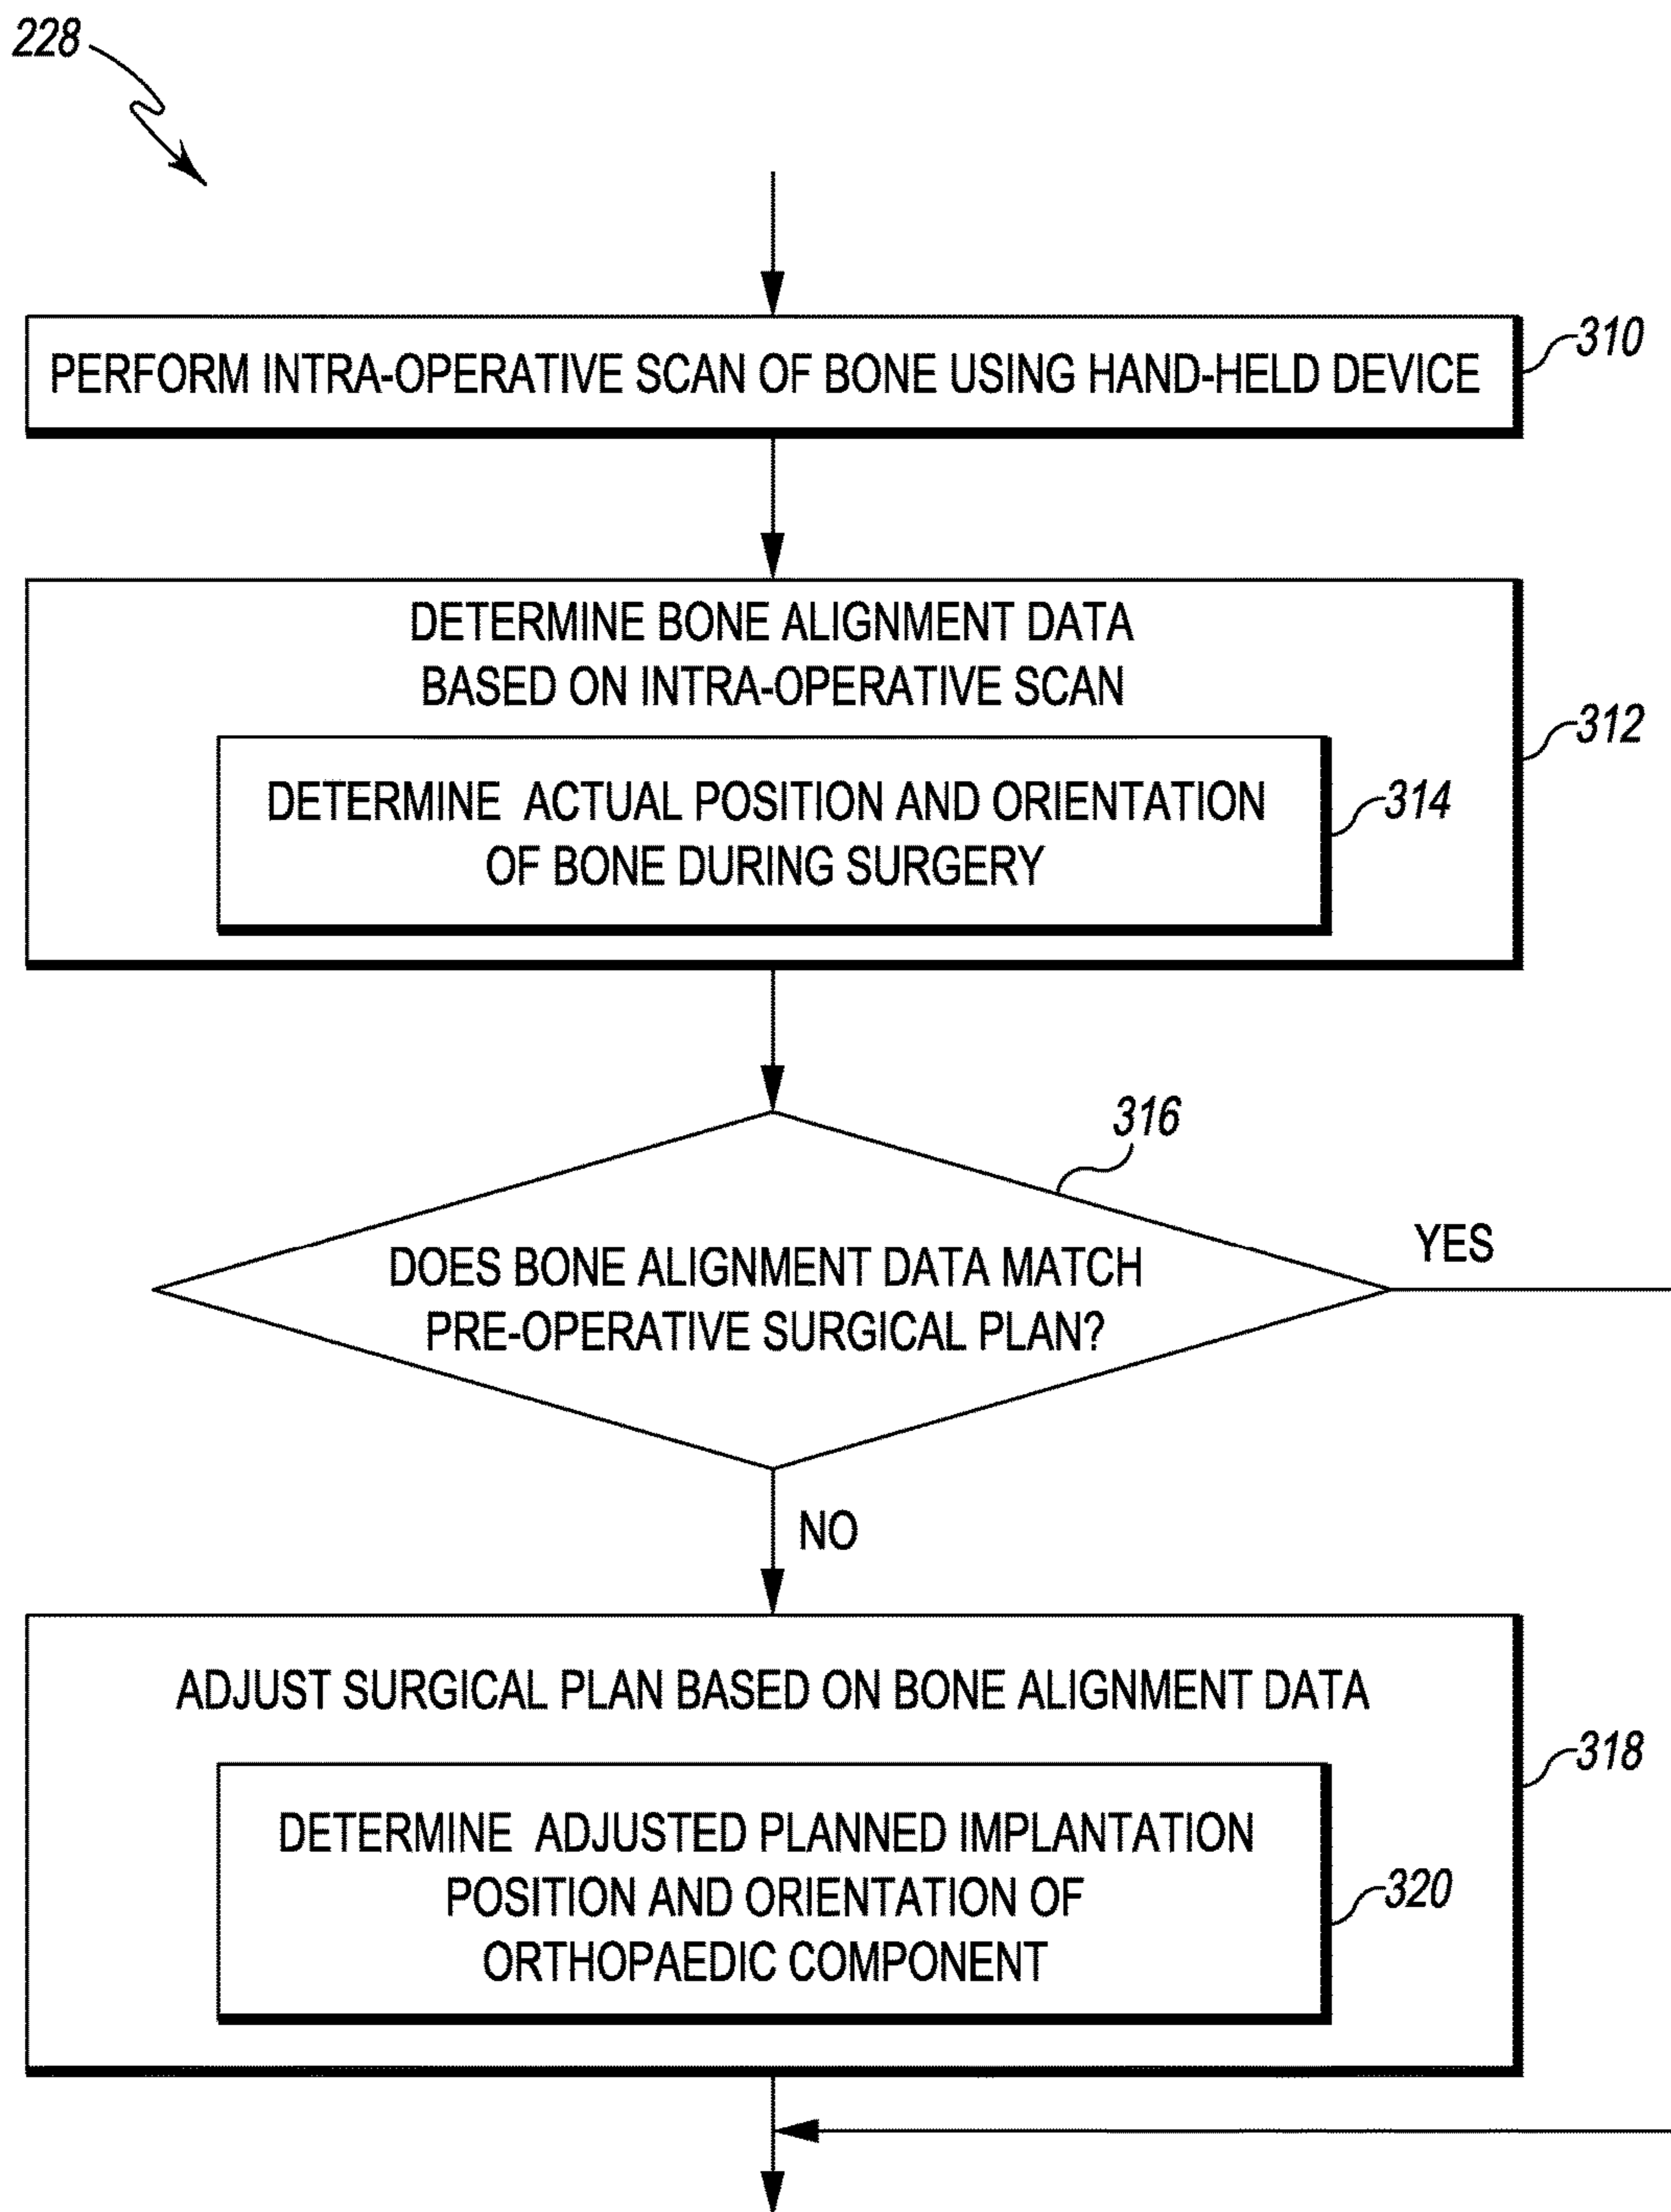 228
PERFORM INTRA-OPERATIVE SCAN OF BONE USING HAND-HELD DEVICE
310
DETERMINE BONE ALIGNMENT DATA
BASED ON INTRA-OPERATIVE SCAN
312
DETERMINE ACTUAL POSITION AND ORIENTATION
OF BONE DURING SURGERY
314
316
DOES BONE ALIGNMENT DATA MATCH
PRE-OPERATIVE SURGICAL PLAN?
YES
NO
ADJUST SURGICAL PLAN BASED ON BONE ALIGNMENT DATA
318
DETERMINE ADJUSTED PLANNED IMPLANTATION
POSITION AND ORIENTATION OF
ORTHOPAEDIC COMPONENT
320